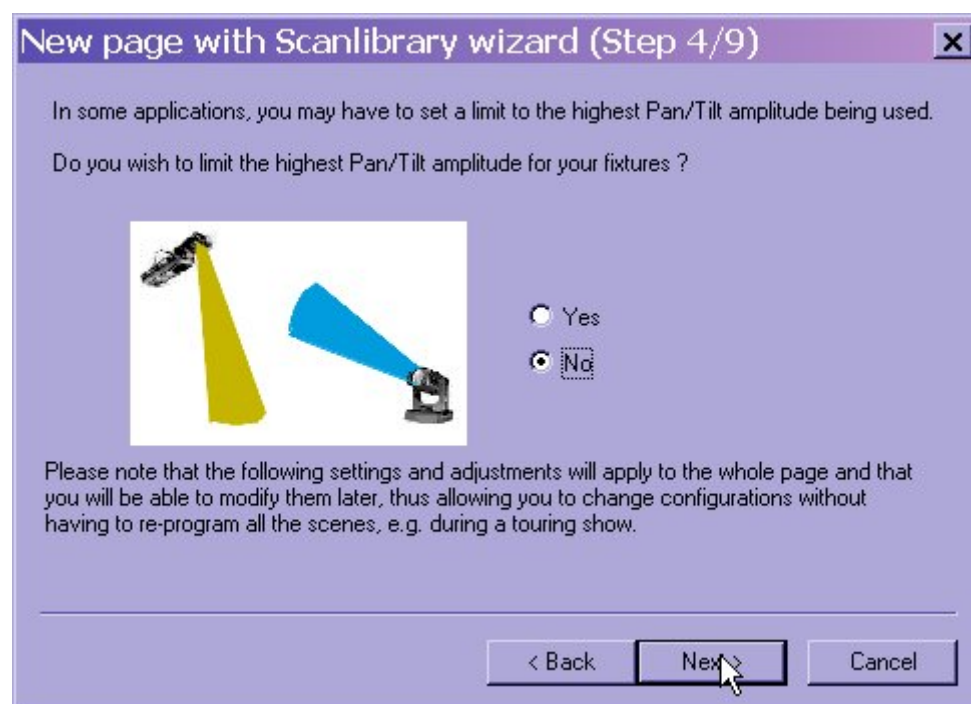 New page with Scanlibrary wizard (Step 4/9)
In some applications, you may have to set a limit to the highest Pan/Tilt amplitude being used.
Do you wish to limit the highest Pan/Tilt amplitude for your fixtures ?
Yes
No
Please note that the following settings and adjustments will apply to the whole page and that
you will be able to modify them later, thus allowing you to change configurations without
having to re-program all the scenes, e.g. during a touring show.
< Back
Next >
Cancel